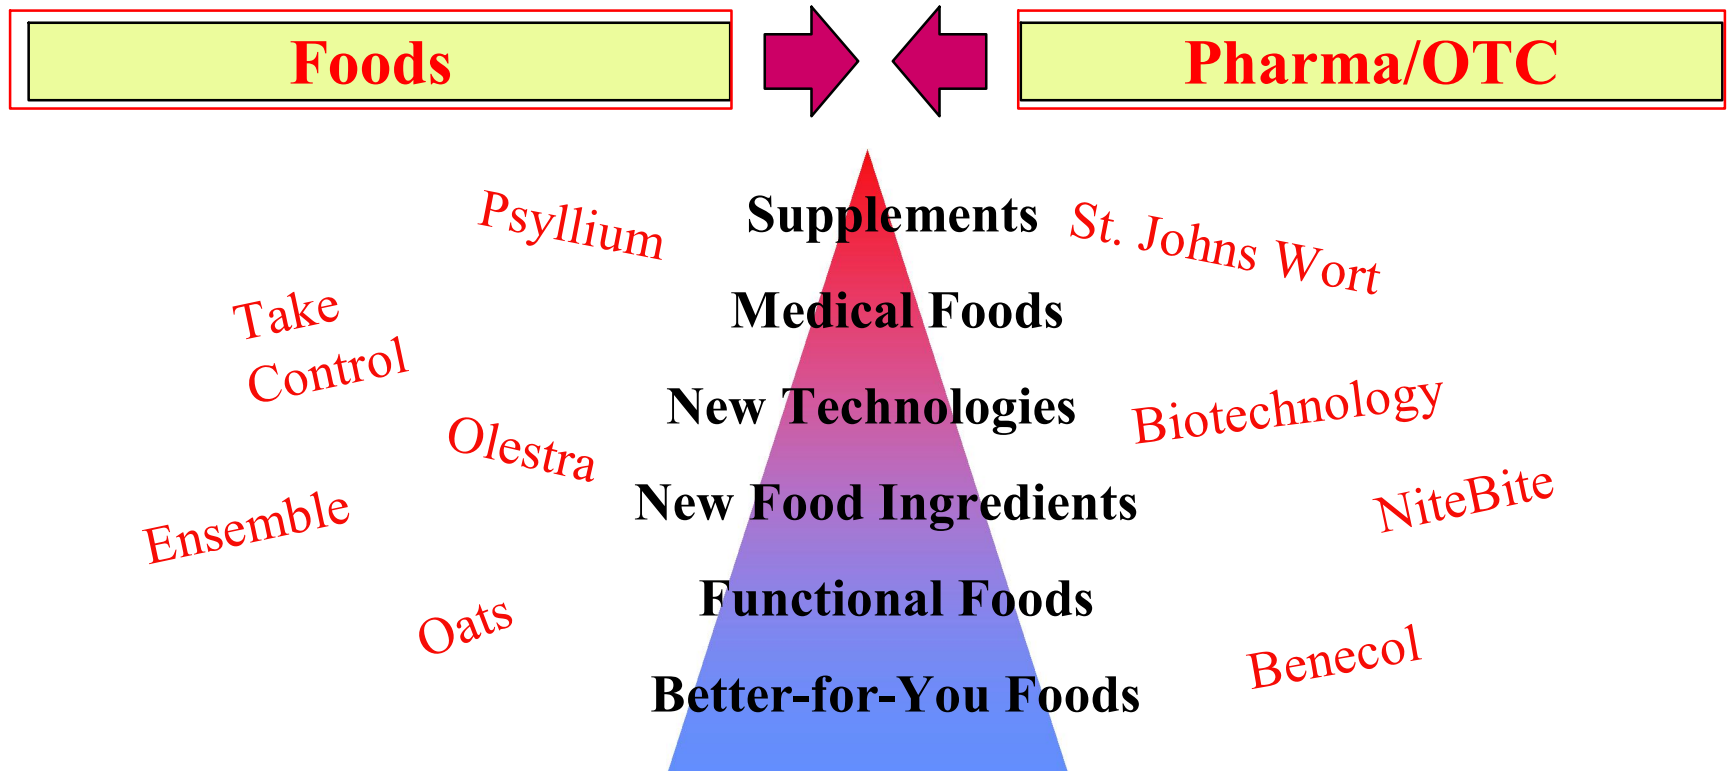 Foods
Pharma/OTC
Psyllium
Supplements
St. Johns Wort
Take
Control
Medical Foods
New Technologies
Biotechnology
Olestra
New Food Ingredients
NiteBite
Ensemble
Functional Foods
Oats
Benecol
Better-for-You Foods